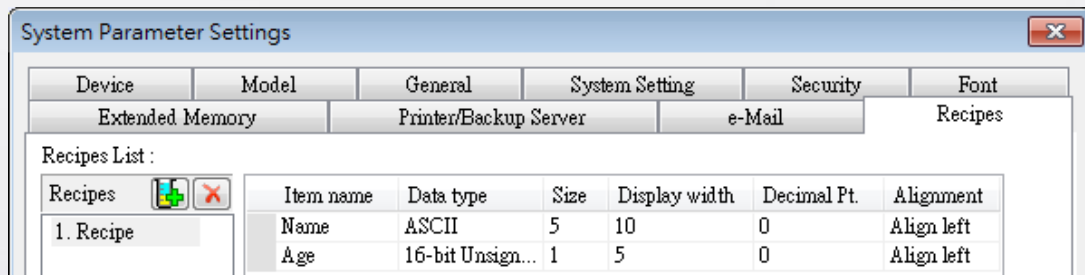 System Parameter Settings
Device Model General System Setting Security Font
Extended Memory Printer/Backup Server e-Mail Recipes
Recipes List :
Recipes Item name Data type Size Display width Decimal Pt. Alignment
1. Recipe Name ASCII 5 10 0 Align left
Age 16-bit Unsign... 1 5 0 Align left